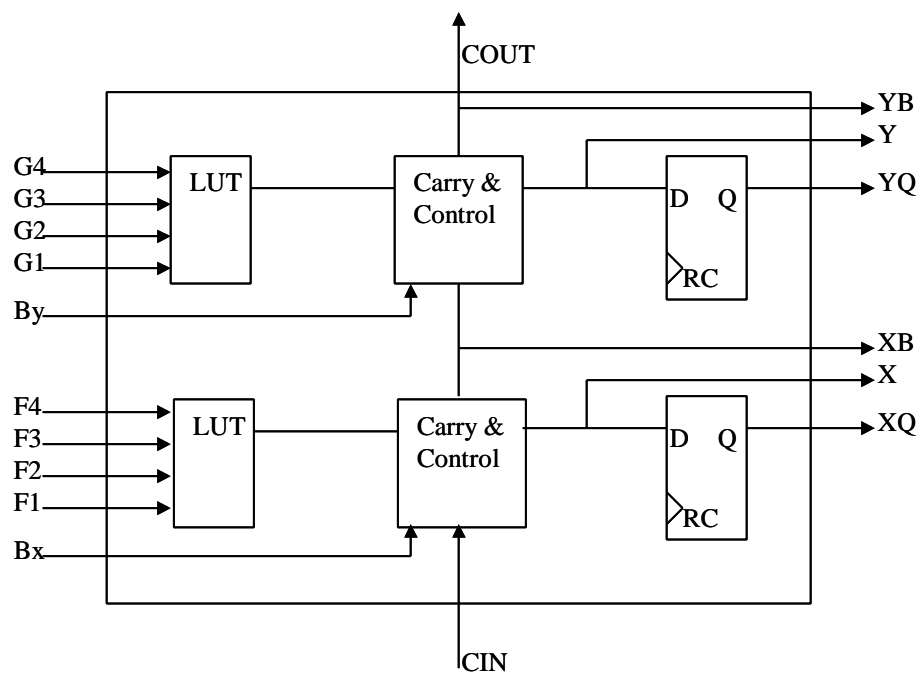 COUT
YB
Y
YQ
G4
G3
G2
G1
By
LUT
Carry &
Control
D Q
RC
XB
X
XQ
F4
F3
F2
F1
Bx
LUT
Carry &
Control
D Q
RC
CIN